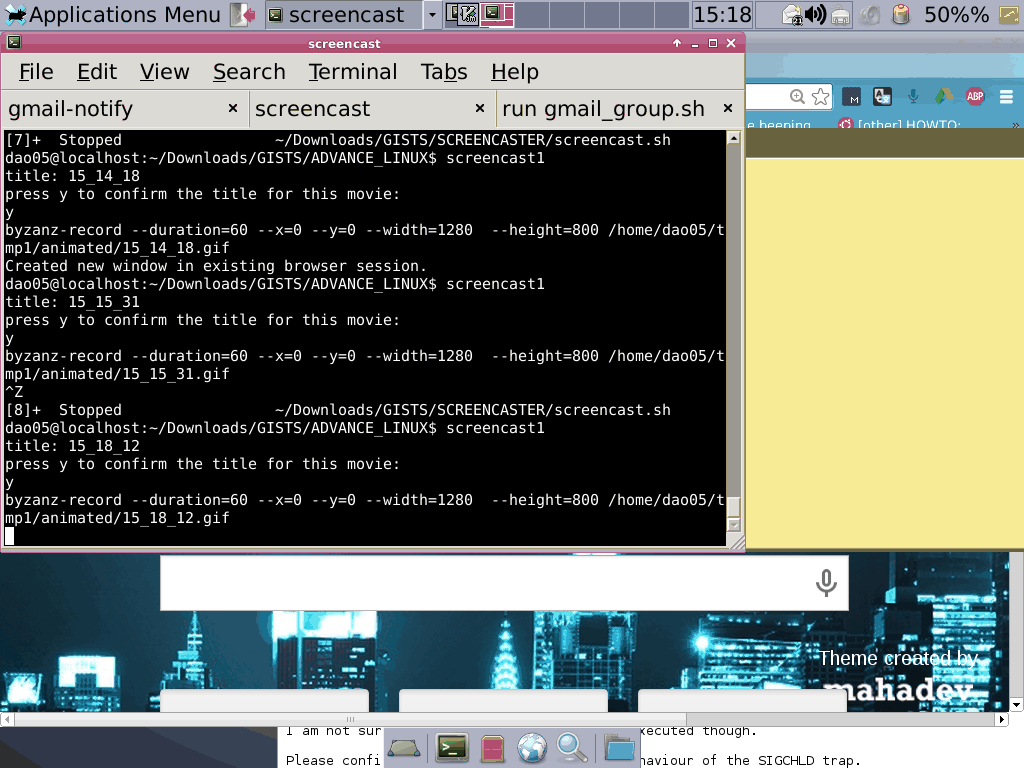 Applications Menu
screencast
15:18
21
50%%
screencast
File Edit View Search Terminal Tabs Help
gmail-notify × screencast × run gmail_group.sh ×
M A ABP
[other] HOWTO: »
[7]+  Stopped                 ~/Downloads/GISTS/SCREENCASTER/screencast.sh
dao05@localhost:~/Downloads/GISTS/ADVANCE_LINUX$ screencast1
title: 15_14_18
press y to confirm the title for this movie:
y
byzanz-record --duration=60 --x=0 --y=0 --width=1280  --height=800 /home/dao05/t
mp1/animated/15_14_18.gif
Created new window in existing browser session.
dao05@localhost:~/Downloads/GISTS/ADVANCE_LINUX$ screencast1
title: 15_15_31
press y to confirm the title for this movie:
y
byzanz-record --duration=60 --x=0 --y=0 --width=1280  --height=800 /home/dao05/t
mp1/animated/15_15_31.gif
^Z
[8]+  Stopped                 ~/Downloads/GISTS/SCREENCASTER/screencast.sh
dao05@localhost:~/Downloads/GISTS/ADVANCE_LINUX$ screencast1
title: 15_18_12
press y to confirm the title for this movie:
y
byzanz-record --duration=60 --x=0 --y=0 --width=1280  --height=800 /home/dao05/t
mp1/animated/15_18_12.gif
Theme created by
mahadev
I am not sur xecuted though.
Please confi haviour of the SIGCHLD trap.